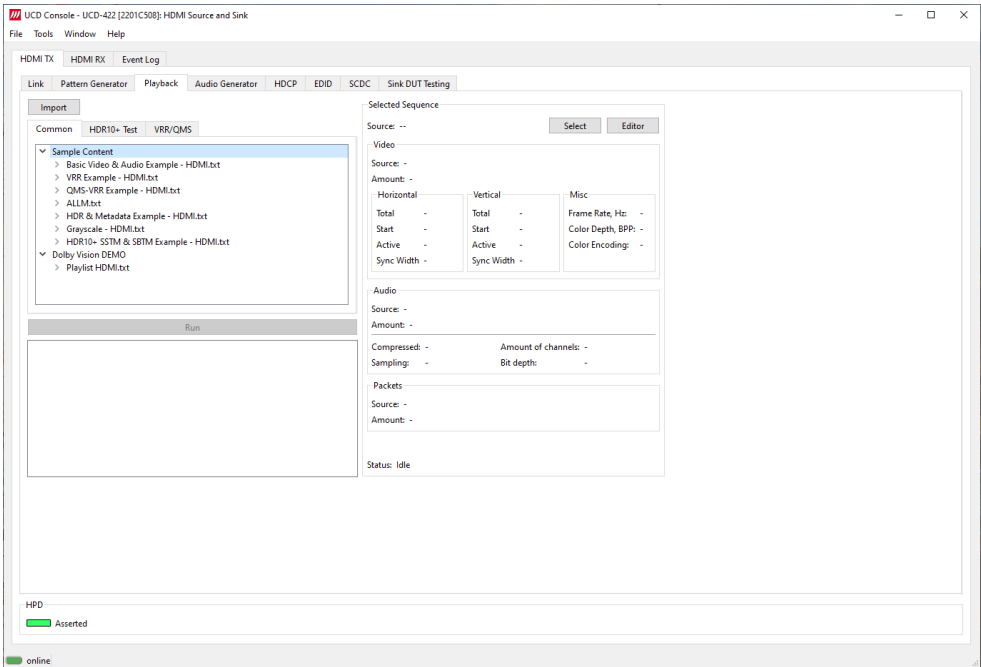 UCD Console - UCD-422 [2201C508]: HDMI Source and Sink
File Tools Window Help
HDMI TX HDMI RX Event Log
Link Pattern Generator Playback Audio Generator HDCP EDID SCDC Sink DUT Testing
Import
Common HDR10+ Test VRR/QMS
Sample Content
Basic Video & Audio Example - HDMI.txt
VRR Example - HDMI.txt
QMS-VRR Example - HDMI.txt
ALLM.txt
HDR & Metadata Example - HDMI.txt
Grayscale - HDMI.txt
HDR10+ SSTM & SBTM Example - HDMI.txt
Dolby Vision DEMO
Playlist HDMI.txt
Run
Selected Sequence
Source: -- Select Editor
Video
Source: -
Amount: -
Horizontal Vertical Misc
Total - Total - Frame Rate, Hz: -
Start - Start - Color Depth, BPP: -
Active - Active - Color Encoding: -
Sync Width - Sync Width -
Audio
Source: -
Amount: -
Compressed: - Amount of channels: -
Sampling: - Bit depth: -
Packets
Source: -
Amount: -
Status: Idle
HPD
Asserted
online